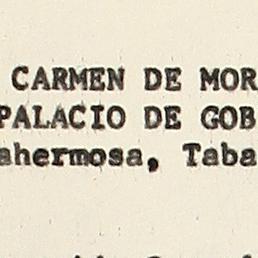 CARMEN DE MOR
PALACIO DE GOB
ahermosa, Taba